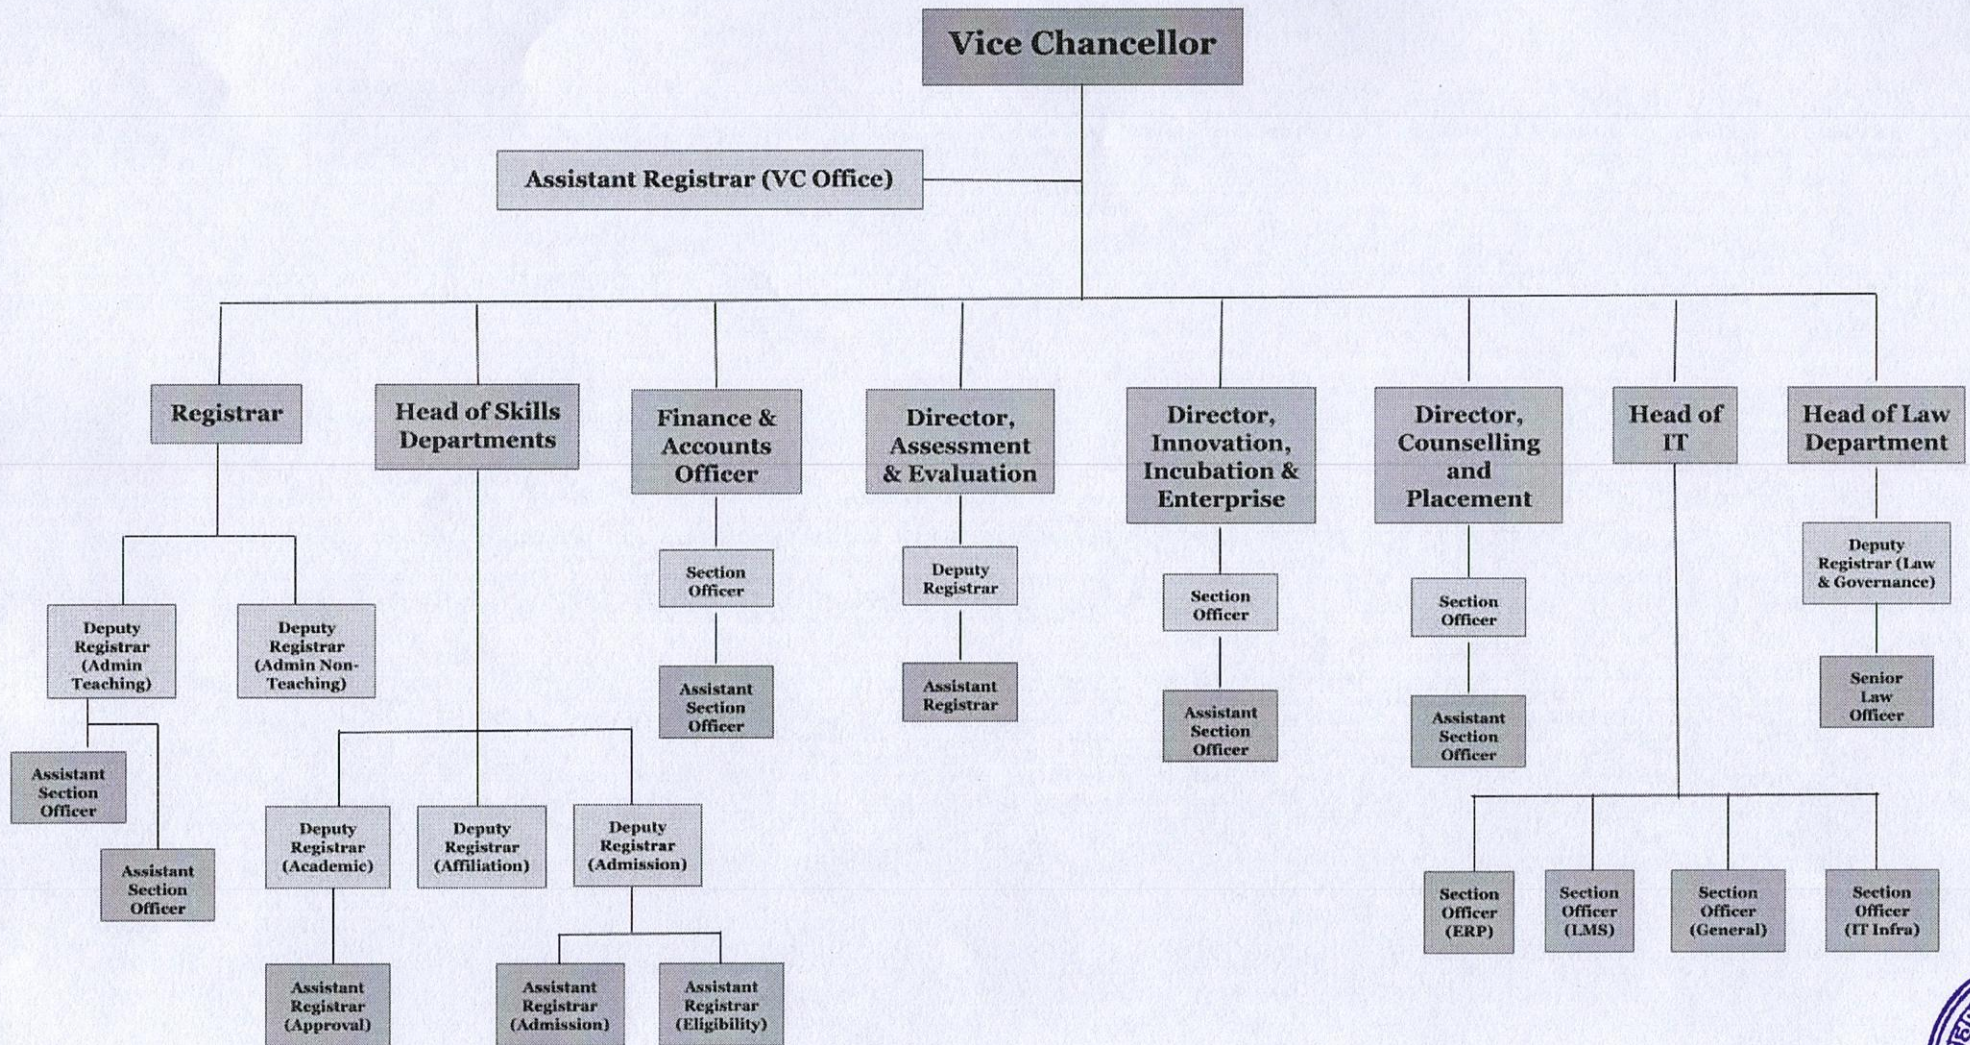 Vice Chancellor
Assistant Registrar (VC Office)
Registrar
Head of Skills
Departments
Finance &
Accounts
Officer
Director,
Assessment
& Evaluation
Director,
Innovation,
Incubation &
Enterprise
Director,
Counselling
and
Placement
Head of
IT
Head of Law
Department
Deputy
Registrar
(Admin
Teaching)
Deputy
Registrar
(Admin Non-
Teaching)
Section
Officer
Deputy
Registrar
Section
Officer
Section
Officer
Deputy
Registrar (Law
& Governance)
Assistant
Section
Officer
Assistant
Registrar
Assistant
Section
Officer
Assistant
Section
Officer
Senior
Law
Officer
Assistant
Section
Officer
Assistant
Section
Officer
Deputy
Registrar
(Academic)
Deputy
Registrar
(Affiliation)
Deputy
Registrar
(Admission)
Section
Officer
(ERP)
Section
Officer
(LMS)
Section
Officer
(General)
Section
Officer
(IT Infra)
Assistant
Registrar
(Approval)
Assistant
Registrar
(Admission)
Assistant
Registrar
(Eligibility)